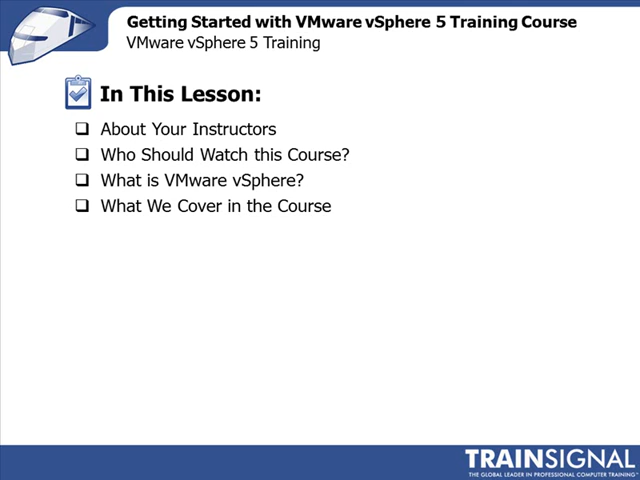 Getting Started with VMware vSphere 5 Training Course
VMware vSphere 5 Training
In This Lesson:
About Your Instructors
Who Should Watch this Course?
What is VMware vSphere?
What We Cover in the Course
TRAINSIGNAL
THE GLOBAL LEADER IN PROFESSIONAL COMPUTER TRAINING™